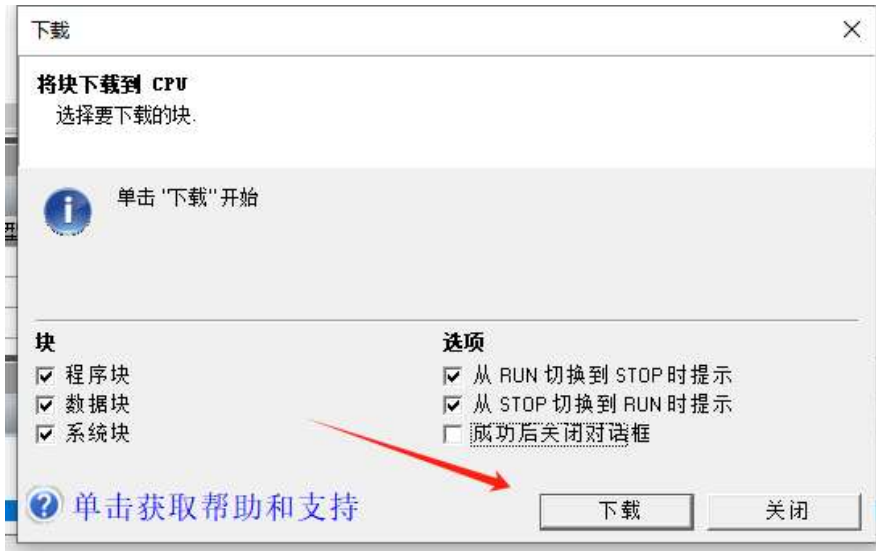 下载
将块下载到 CPU
选择要下载的块.
单击 "下载" 开始
型
块
选项
程序块
从 RUN 切换到 STOP 时提示
数据块
从 STOP 切换到 RUN 时提示
系统块
成功后关闭对话框
单击获取帮助和支持
下载
关闭